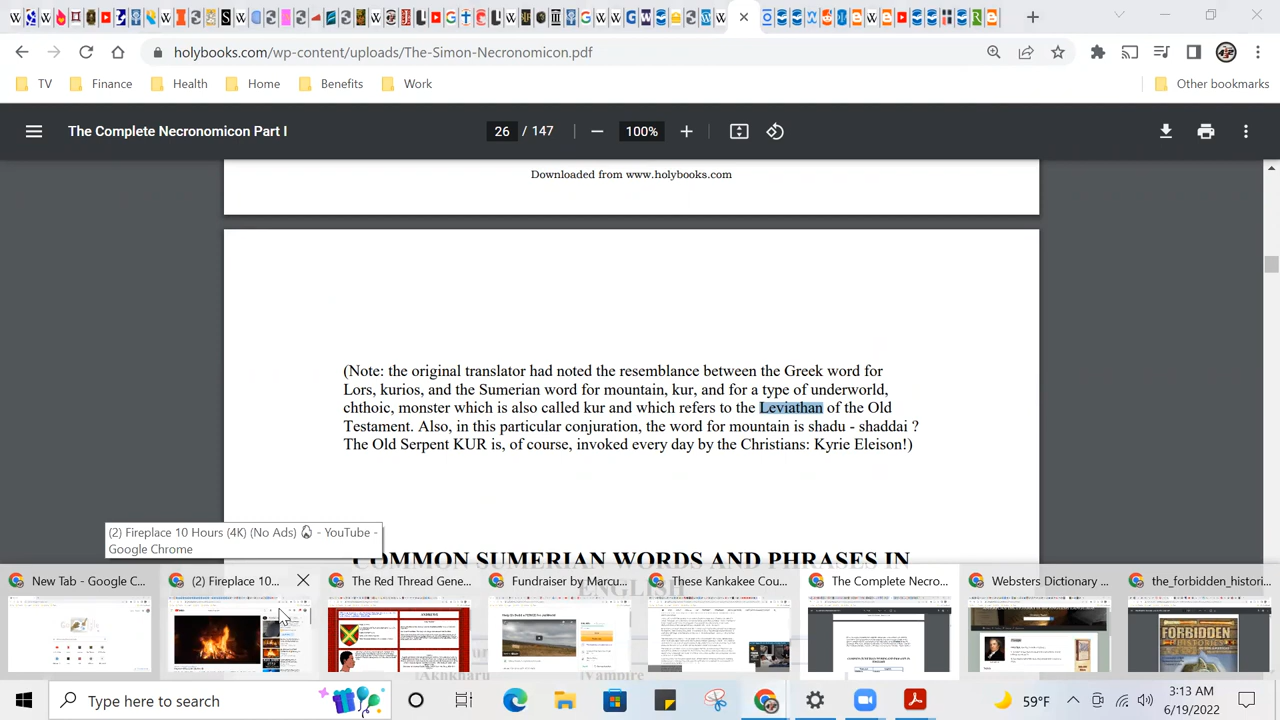 holybooks.com/wp-content/uploads/The-Simon-Necronomicon.pdf
TV Finance Health Home Benefits Work Other bookmarks
The Complete Necronomicon Part I 26 / 147 100%
Downloaded from www.holybooks.com
(Note: the original translator had noted the resemblance between the Greek word for
Lors, kurios, and the Sumerian word for mountain, kur, and for a type of underworld,
chthoic, monster which is also called kur and which refers to the Leviathan of the Old
Testament. Also, in this particular conjuration, the word for mountain is shadu - shaddai ?
The Old Serpent KUR is, of course, invoked every day by the Christians: Kyrie Eleison!)
(2) Fireplace 10 Hours (4K) (No Ads) - YouTube -
Google Chrome
COMMON SUMERIAN WORDS AND PHRASES IN
New Tab - Google C... (2) Fireplace 10... The Red Thread Gene... Fundraiser by Marcu... These Kankakee Cou... The Complete Necro... Websters Dictionary ... the_forbidden_histori...
FORBIDDEN
(Vampire
Type here to search
59°F
3:13 AM
6/19/2022